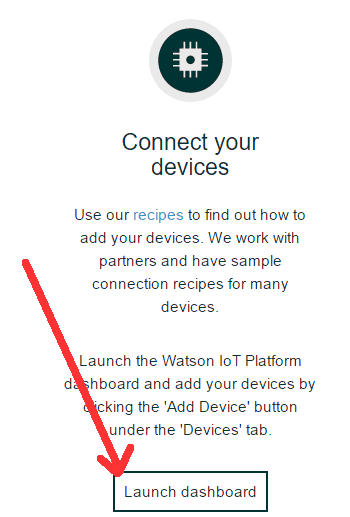 Connect your
devices
Use our recipes to find out how to
add your devices. We work with
partners and have sample
connection recipes for many
devices.
Launch the Watson IoT Platform
dashboard and add your devices by
clicking the 'Add Device' button
under the 'Devices' tab.
Launch dashboard